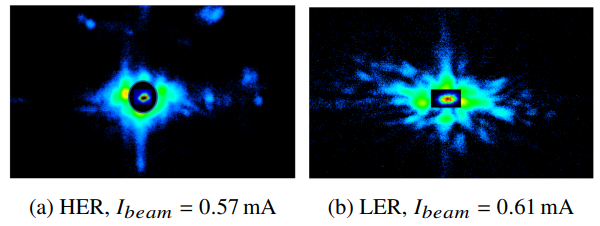 (a) HER, I_beam = 0.57 mA
(b) LER, I_beam = 0.61 mA